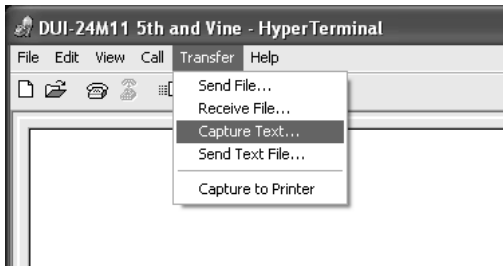 DUI-24M11 5th and Vine - HyperTerminal
File Edit View Call Transfer Help
Send File...
Receive File...
Capture Text...
Send Text File...
Capture to Printer